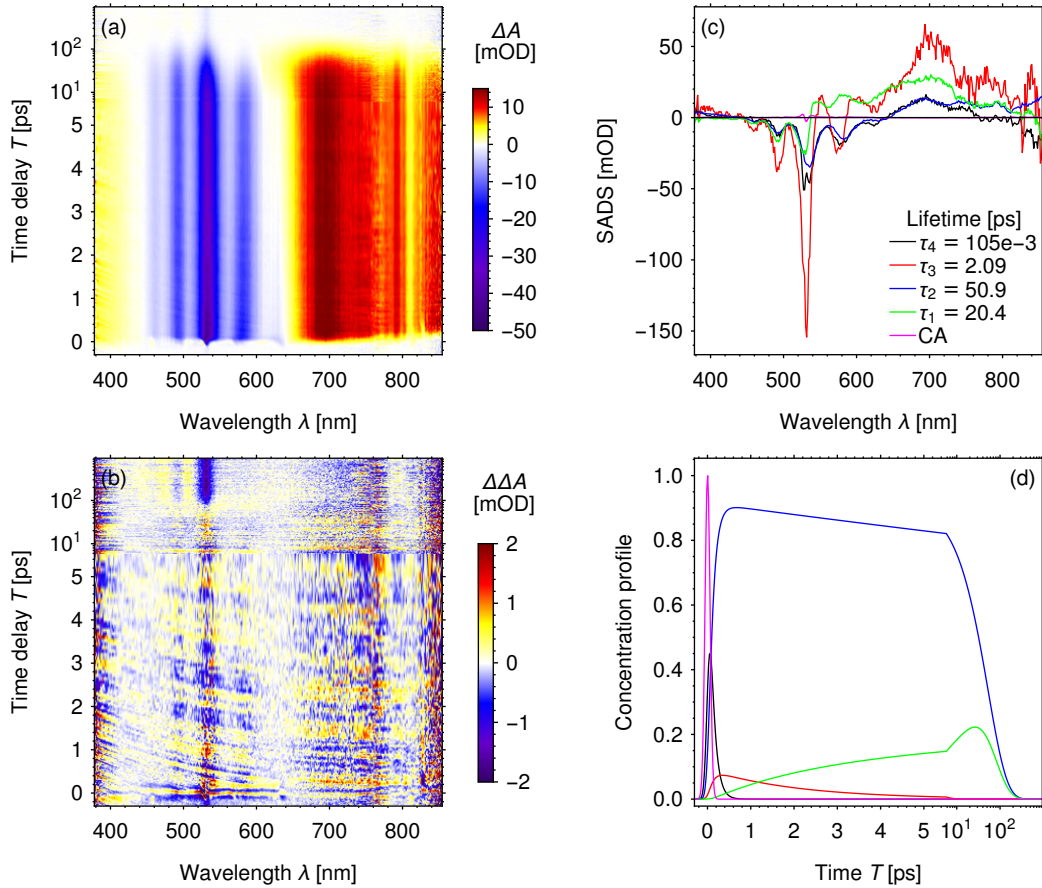 (a)
ΔA
[mOD]
10² 10¹ 5 4 3 2 1 0
Time delay T [ps]
10 0 −10 −20 −30 −40 −50
400 500 600 700 800
Wavelength λ [nm]
(c)
50 0 −50 −100 −150
SADS [mOD]
Lifetime [ps]
τ₄ = 105e−3
τ₃ = 2.09
τ₂ = 50.9
τ₁ = 20.4
CA
400 500 600 700 800
Wavelength λ [nm]
(b)
ΔΔA
[mOD]
10² 10¹ 5 4 3 2 1 0
Time delay T [ps]
2 1 0 −1 −2
400 500 600 700 800
Wavelength λ [nm]
(d)
1.0 0.8 0.6 0.4 0.2 0.0
Concentration profile
0 1 2 3 4 5 10¹ 10²
Time T [ps]